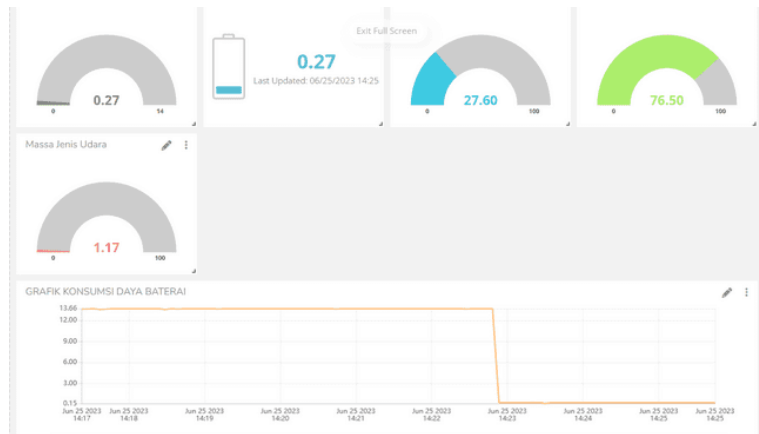 Exit Full Screen
0.27
0
14
0.27
Last Updated: 06/25/2023 14:25
27.60
0
100
76.50
0
100
Massa Jenis Udara
1.17
0
100
GRAFIK KONSUMSI DAYA BATERAI
13.66
12.00
9.00
6.00
3.00
0.15
Jun 25 2023
14:17
Jun 25 2023
14:18
Jun 25 2023
14:19
Jun 25 2023
14:20
Jun 25 2023
14:21
Jun 25 2023
14:22
Jun 25 2023
14:23
Jun 25 2023
14:24
Jun 25 2023
14:25
Jun 25 2023
14:25